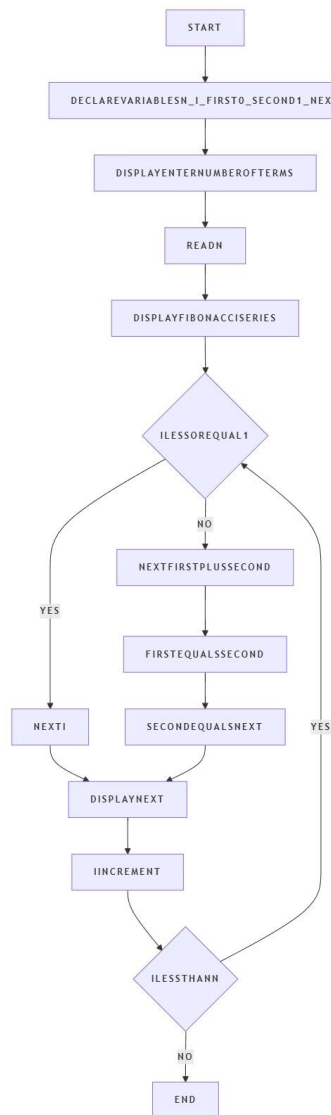 START
DECLAREVARIABLESN_I_FIRST0_SECOND1_NEX
DISPLAYENTERNUMBEROFTERMS
READN
DISPLAYFIBONACCISERIES
ILESSOREQUAL1
NO
NEXTFIRSTPLUSSECOND
YES
FIRSTEQUALSSECOND
NEXTI
SECONDEQUALSNEXT
YES
DISPLAYNEXT
IINCREMENT
ILESSTHANN
NO
END